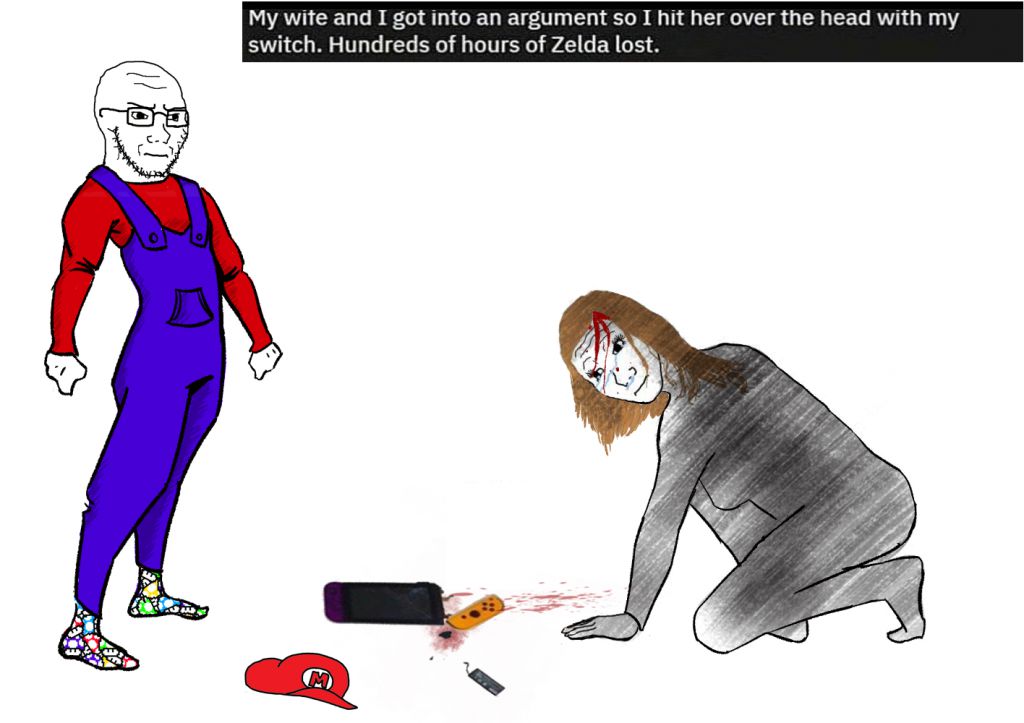 My wife and I got into an argument so I hit her over the head with my
switch. Hundreds of hours of Zelda lost.
M